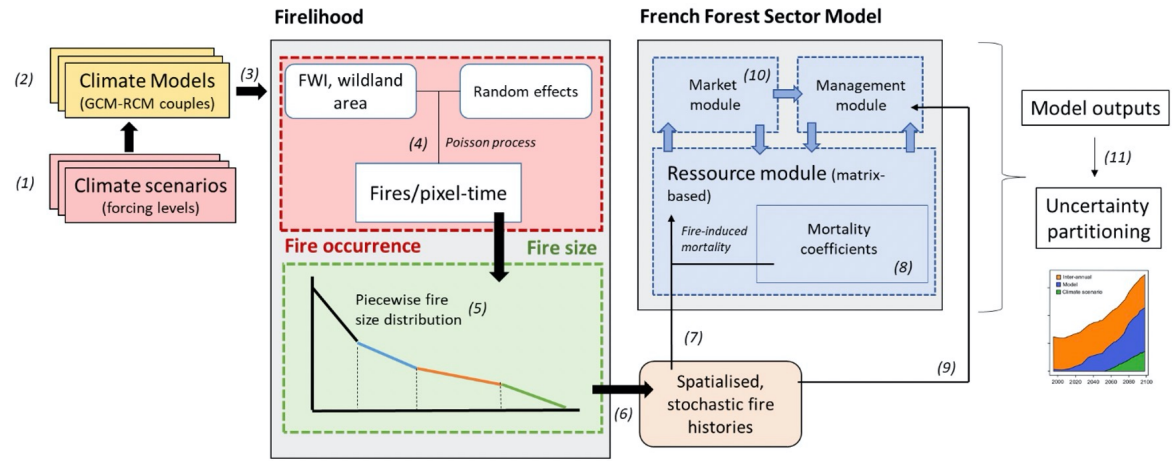 Firelihood
French Forest Sector Model
(2)
Climate Models
(GCM-RCM couples)
(3)
(1)
Climate scenarios
(forcing levels)
FWI, wildland
area
Random effects
(4)
Poisson process
Fires/pixel-time
Fire occurrence
Fire size
Piecewise fire
size distribution
(5)
(6)
Spatialised,
stochastic fire
histories
(7)
(9)
Market
module
(10)
Management
module
Ressource module (matrix-
based)
Fire-induced
mortality
Mortality
coefficients
(8)
Model outputs
(11)
Uncertainty
partitioning
Inter-annual
Model
Climate scenario
2000 2020 2040 2060 2080 2100